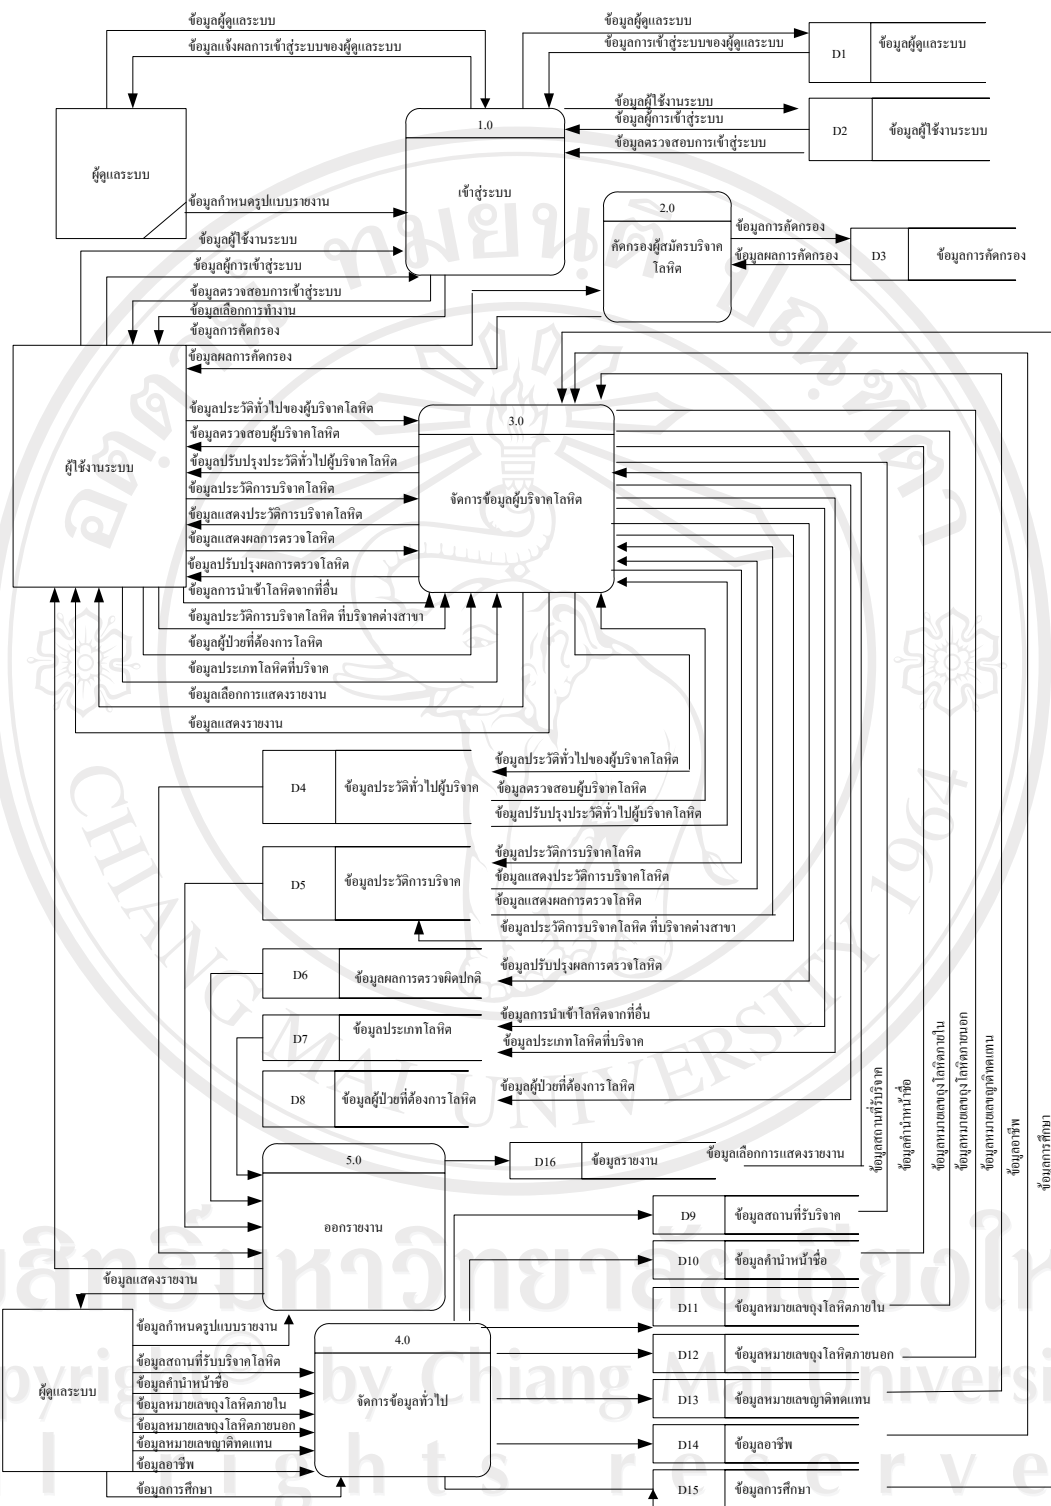 ข้อมูลผู้ดูแลระบบ
ข้อมูลแจ้งผลการเข้าสู่ระบบของผู้ดูแลระบบ
ข้อมูลผู้ดูแลระบบ
ข้อมูลการเข้าสู่ระบบของผู้ดูแลระบบ
D1
ข้อมูลผู้ดูแลระบบ
ข้อมูลผู้ใช้งานระบบ
ข้อมูลผู้การเข้าสู่ระบบ
ข้อมูลตรวจสอบการเข้าสู่ระบบ
D2
ข้อมูลผู้ใช้งานระบบ
1.0
เข้าสู่ระบบ
ผู้ดูแลระบบ
ข้อมูลกำหนดรูปแบบรายงาน
ข้อมูลผู้ใช้งานระบบ
ข้อมูลผู้การเข้าสู่ระบบ
ข้อมูลตรวจสอบการเข้าสู่ระบบ
ข้อมูลเลือกการทำงาน
ข้อมูลการคัดกรอง
ข้อมูลผลการคัดกรอง
2.0
คัดกรองผู้สมัครบริจาค
โลหิต
ข้อมูลการคัดกรอง
ข้อมูลผลการคัดกรอง
D3
ข้อมูลการคัดกรอง
ผู้ใช้งานระบบ
ข้อมูลประวัติทั่วไปของผู้บริจาคโลหิต
ข้อมูลตรวจสอบผู้บริจาคโลหิต
ข้อมูลปรับปรุงประวัติทั่วไปผู้บริจาคโลหิต
ข้อมูลประวัติการบริจาคโลหิต
ข้อมูลแสดงประวัติการบริจาคโลหิต
ข้อมูลแสดงผลการตรวจโลหิต
ข้อมูลปรับปรุงผลการตรวจโลหิต
ข้อมูลการนำเข้าโลหิตจากที่อื่น
ข้อมูลประวัติการบริจาคโลหิต ที่บริจาคต่างสาขา
ข้อมูลผู้ป่วยที่ต้องการโลหิต
ข้อมูลประเภทโลหิตที่บริจาค
ข้อมูลเลือกการแสดงรายงาน
ข้อมูลแสดงรายงาน
3.0
จัดการข้อมูลผู้บริจาคโลหิต
D4
ข้อมูลประวัติทั่วไปผู้บริจาค
ข้อมูลประวัติทั่วไปของผู้บริจาคโลหิต
ข้อมูลตรวจสอบผู้บริจาคโลหิต
ข้อมูลปรับปรุงประวัติทั่วไปผู้บริจาคโลหิต
D5
ข้อมูลประวัติการบริจาค
ข้อมูลประวัติการบริจาคโลหิต
ข้อมูลแสดงประวัติการบริจาคโลหิต
ข้อมูลแสดงผลการตรวจโลหิต
ข้อมูลประวัติการบริจาคโลหิต ที่บริจาคต่างสาขา
D6
ข้อมูลผลการตรวจผิดปกติ
ข้อมูลปรับปรุงผลการตรวจโลหิต
D7
ข้อมูลประเภทโลหิต
ข้อมูลการนำเข้าโลหิตจากที่อื่น
ข้อมูลประเภทโลหิตที่บริจาค
D8
ข้อมูลผู้ป่วยที่ต้องการโลหิต
ข้อมูลผู้ป่วยที่ต้องการโลหิต
ข้อมูลสถานที่รับบริจาค
ข้อมูลคำนำหน้าชื่อ
ข้อมูลหมายเลขถุงโลหิตภายใน
ข้อมูลหมายเลขถุงโลหิตภายนอก
ข้อมูลหมายเลขญาติทดแทน
ข้อมูลอาชีพ
ข้อมูลการศึกษา
5.0
ออกรายงาน
D16
ข้อมูลรายงาน
ข้อมูลเลือกการแสดงรายงาน
D9
ข้อมูลสถานที่รับบริจาค
D10
ข้อมูลคำนำหน้าชื่อ
D11
ข้อมูลหมายเลขถุงโลหิตภายใน
D12
ข้อมูลหมายเลขถุงโลหิตภายนอก
D13
ข้อมูลหมายเลขญาติทดแทน
D14
ข้อมูลอาชีพ
D15
ข้อมูลการศึกษา
ข้อมูลแสดงรายงาน
ผู้ดูแลระบบ
ข้อมูลกำหนดรูปแบบรายงาน
ข้อมูลสถานที่รับบริจาคโลหิต
ข้อมูลคำนำหน้าชื่อ
ข้อมูลหมายเลขถุงโลหิตภายใน
ข้อมูลหมายเลขถุงโลหิตภายนอก
ข้อมูลหมายเลขญาติทดแทน
ข้อมูลอาชีพ
ข้อมูลการศึกษา
4.0
จัดการข้อมูลทั่วไป
CHIANG MAI UNIVERSITY 1964
by Chiang Mai Univers
rights reserve